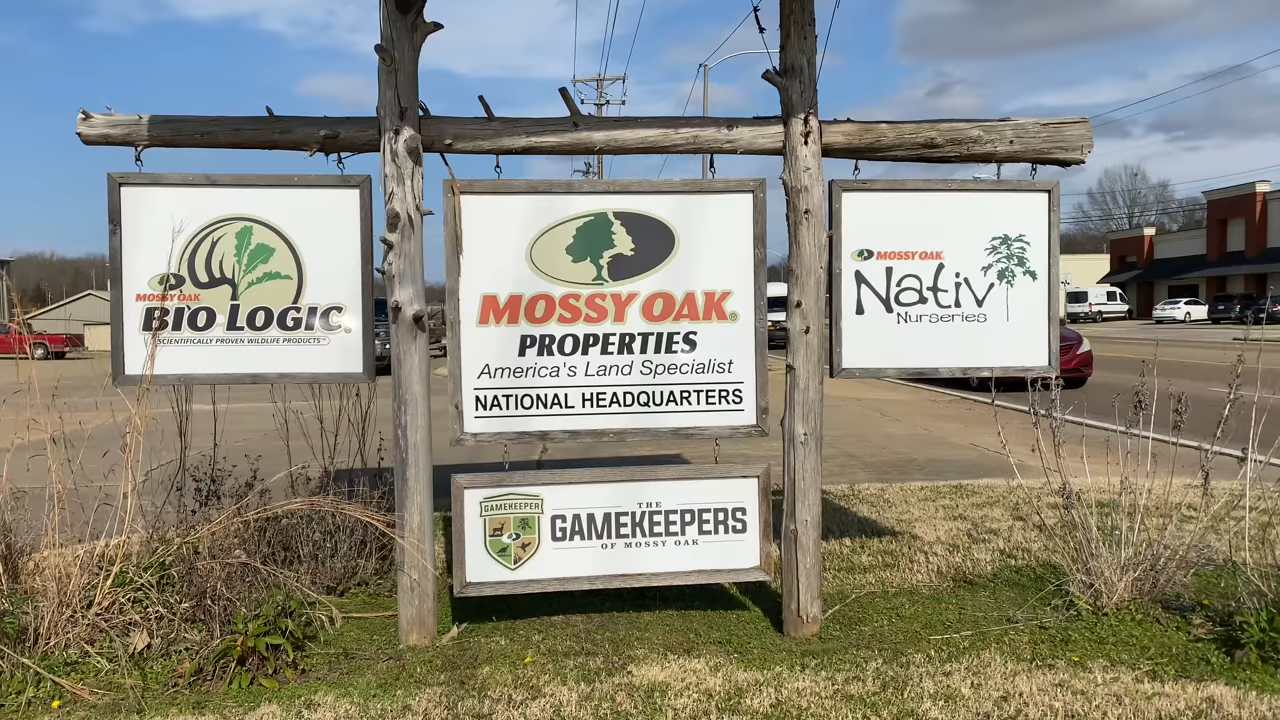 MOSSY OAK
BIO LOGIC®
SCIENTIFICALLY PROVEN WILDLIFE PRODUCTS™
MOSSY OAK®
PROPERTIES
America's Land Specialist
NATIONAL HEADQUARTERS
MOSSY OAK
Nativ
Nurseries
GAMEKEEPER
THE
GAMEKEEPERS
OF MOSSY OAK